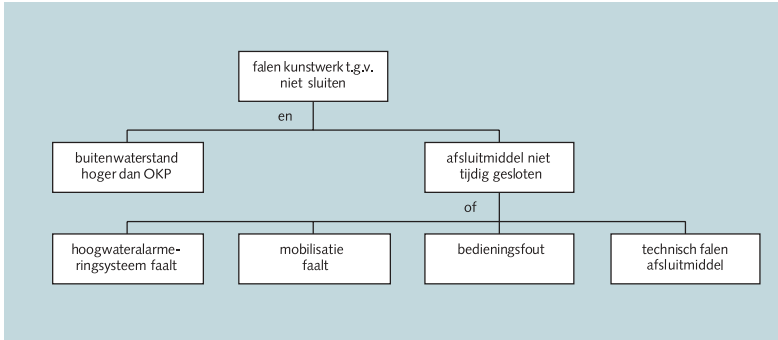 falen kunstwerk t.g.v.
niet sluiten
en
buitenwaterstand
hoger dan OKP
afsluitmiddel niet
tijdig gesloten
of
hoogwateralarme-
ringsysteem faalt
mobilisatie
faalt
bedieningsfout
technisch falen
afsluitmiddel